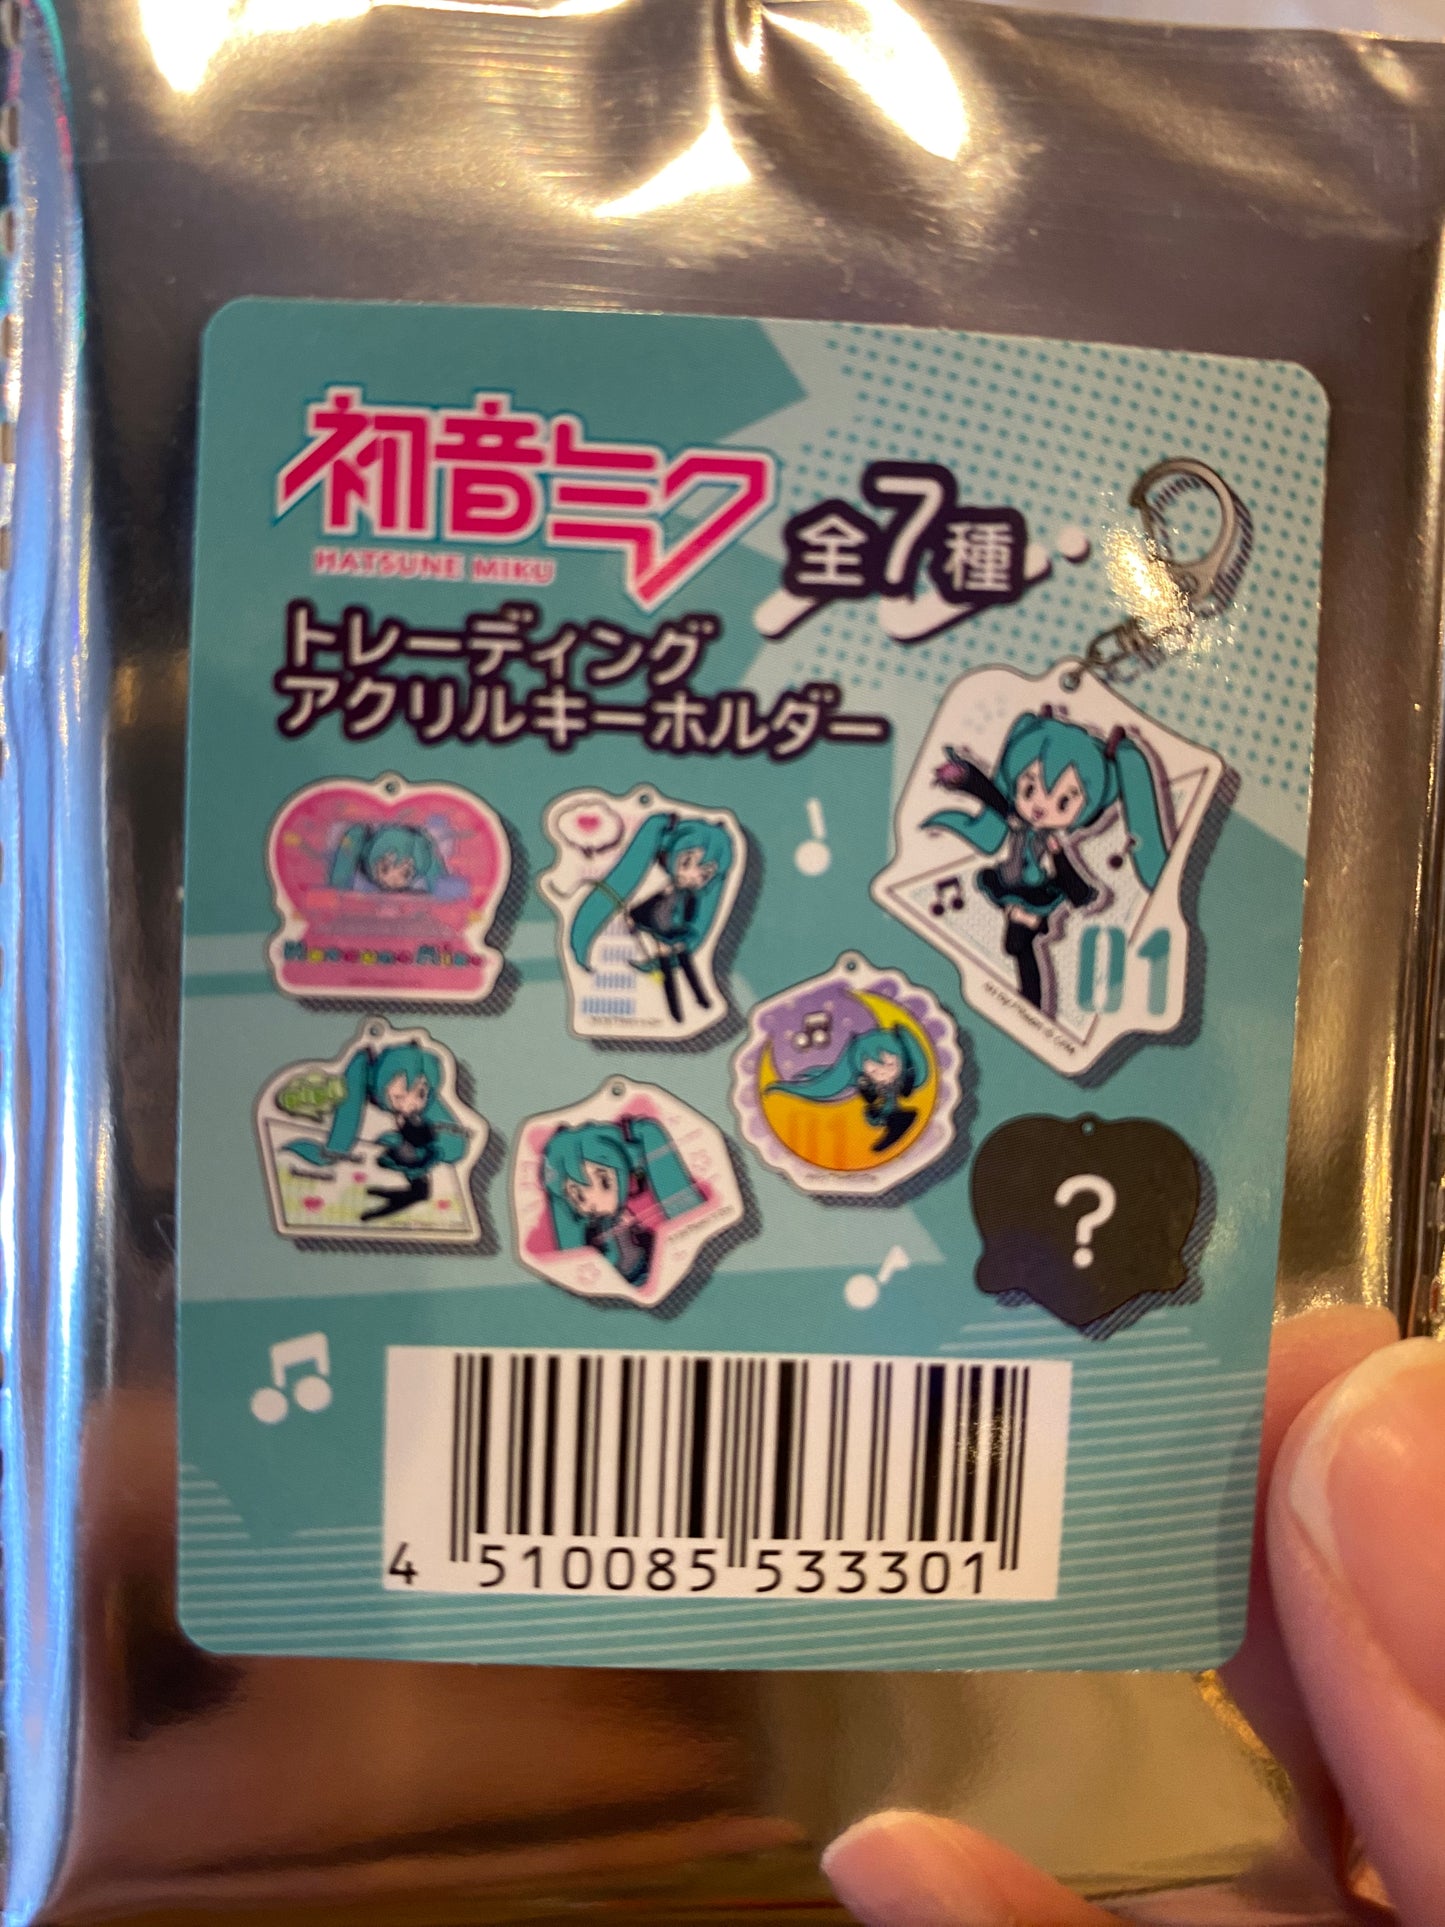 初音ミク
HATSUNE MIKU
全7種
トレーディング
アクリルキーホルダー
01
?
4 510085 533301